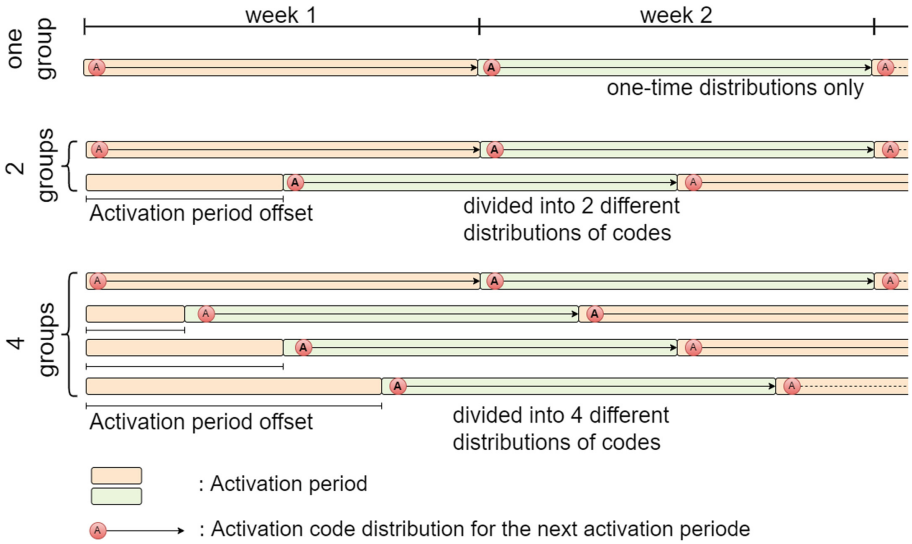 week 1
week 2
one
group
A
A
A
one-time distributions only
2
groups
A
A
A
A
A
Activation period offset
divided into 2 different
distributions of codes
4
groups
A
A
A
A
A
A
A
A
A
Activation period offset
divided into 4 different
distributions of codes
: Activation period
A
: Activation code distribution for the next activation periode